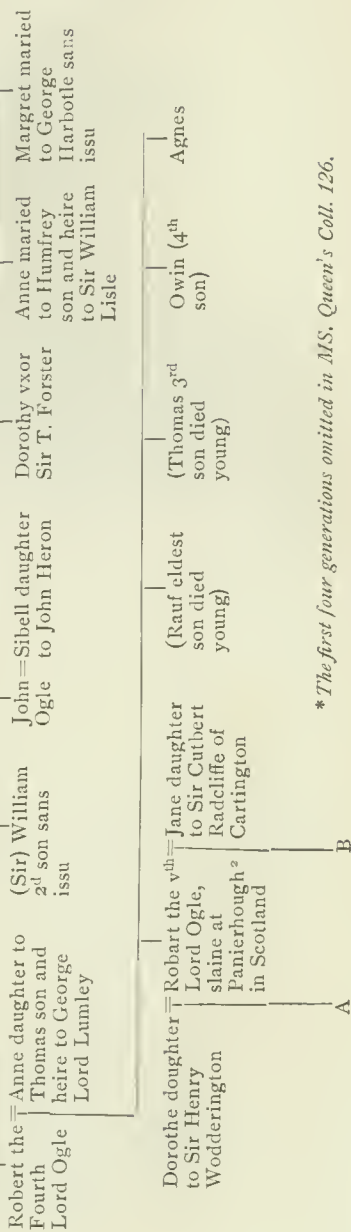 Robert the = Anne daughter to
Fourth Thomas son and
Lord Ogle heire to George
Lord Lumley
(Sir) William
2d son sans
issu
John = Sibell daughter
Ogle to John Heron
Dorothy vxor
Sir T. Forster
Anne maried
to Humfrey
son and heire
to Sir William
Lisle
Margret maried
to George
Harbotle sans
issu
Dorothe doughter = Robart the vth = Jane daughter
to Sir Henry Lord Ogle, to Sir Cutbert
Wodderington slaine at Radcliffe of
Panierhough² Cartington
in Scotland
(Rauf eldest
son died
young)
(Thomas 3rd
son died
young)
Owin (4th
son)
Agnes
A
B
*The first four generations omitted in MS. Queen's Coll. 126.